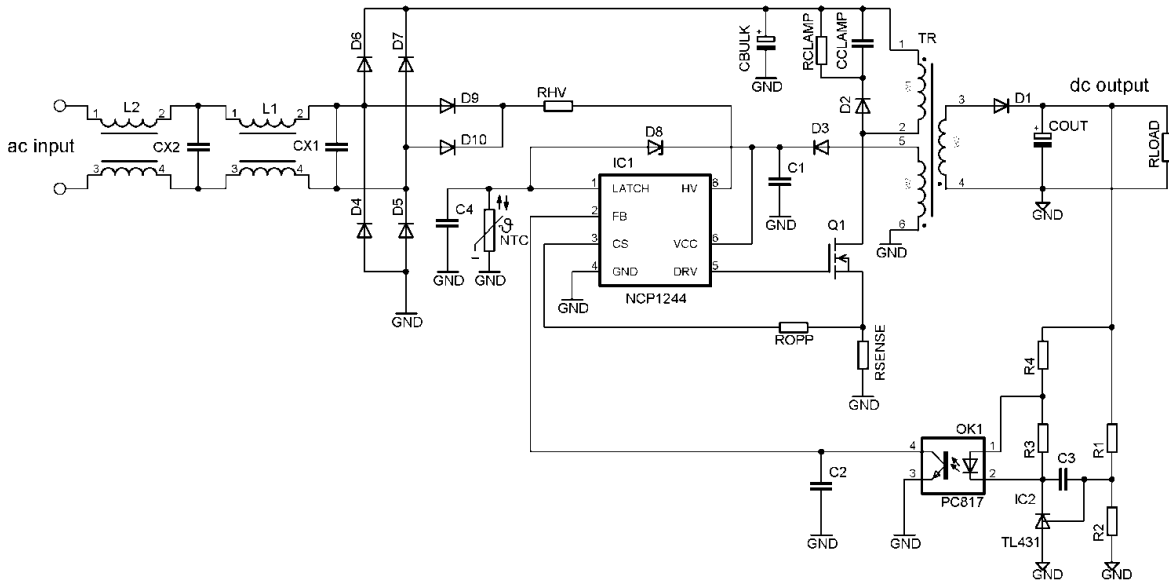 D6
D7
CBULK
+
GND
RCLAMP
CCLAMP
1
TR
W1
D2
2
L2
1 2
3 4
ac input
CX2
L1
1 2
3 4
CX1
D9
D10
RHV
D8
D3
5
W2
6
GND
3
W3
4
D1
dc output
+
COUT
GND
RLOAD
C1
GND
IC1
1 LATCH
2 FB
3 CS
4 GND
HV 8
VCC 6
DRV 5
NCP1244
C4
GND
ϑ
NTC
–
GND
GND
D4
D5
GND
Q1
ROPP
RSENSE
GND
R4
R3
R1
OK1
4
3
1
2
PC817
C2
GND
GND
C3
IC2
TL431
GND
R2
GND